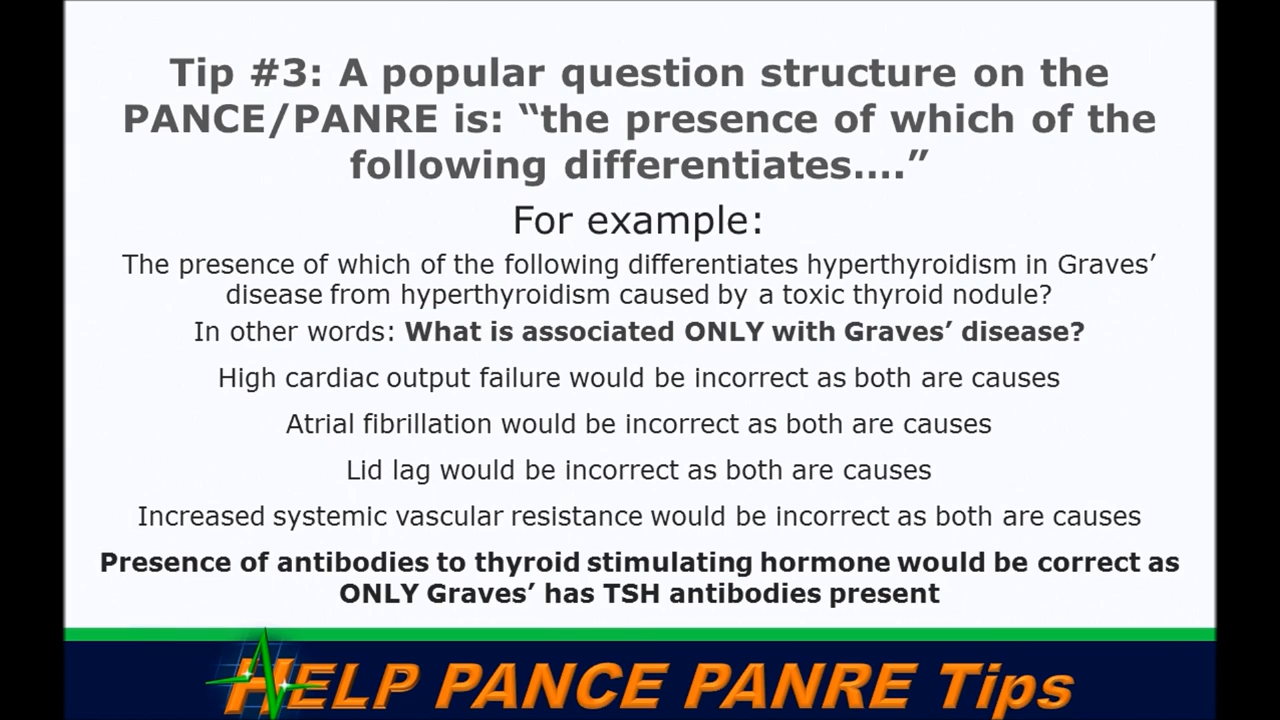 Tip #3: A popular question structure on the
PANCE/PANRE is: “the presence of which of the
following differentiates....”
For example:
The presence of which of the following differentiates hyperthyroidism in Graves’
disease from hyperthyroidism caused by a toxic thyroid nodule?
In other words: What is associated ONLY with Graves’ disease?
High cardiac output failure would be incorrect as both are causes
Atrial fibrillation would be incorrect as both are causes
Lid lag would be incorrect as both are causes
Increased systemic vascular resistance would be incorrect as both are causes
Presence of antibodies to thyroid stimulating hormone would be correct as
ONLY Graves’ has TSH antibodies present
HELP PANCE PANRE Tips